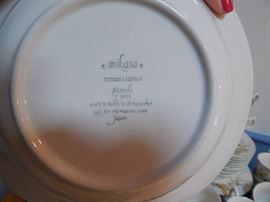 mikasa
renaissance
pamela
oven to table to dishwasher
safe for microwave oven
Japan